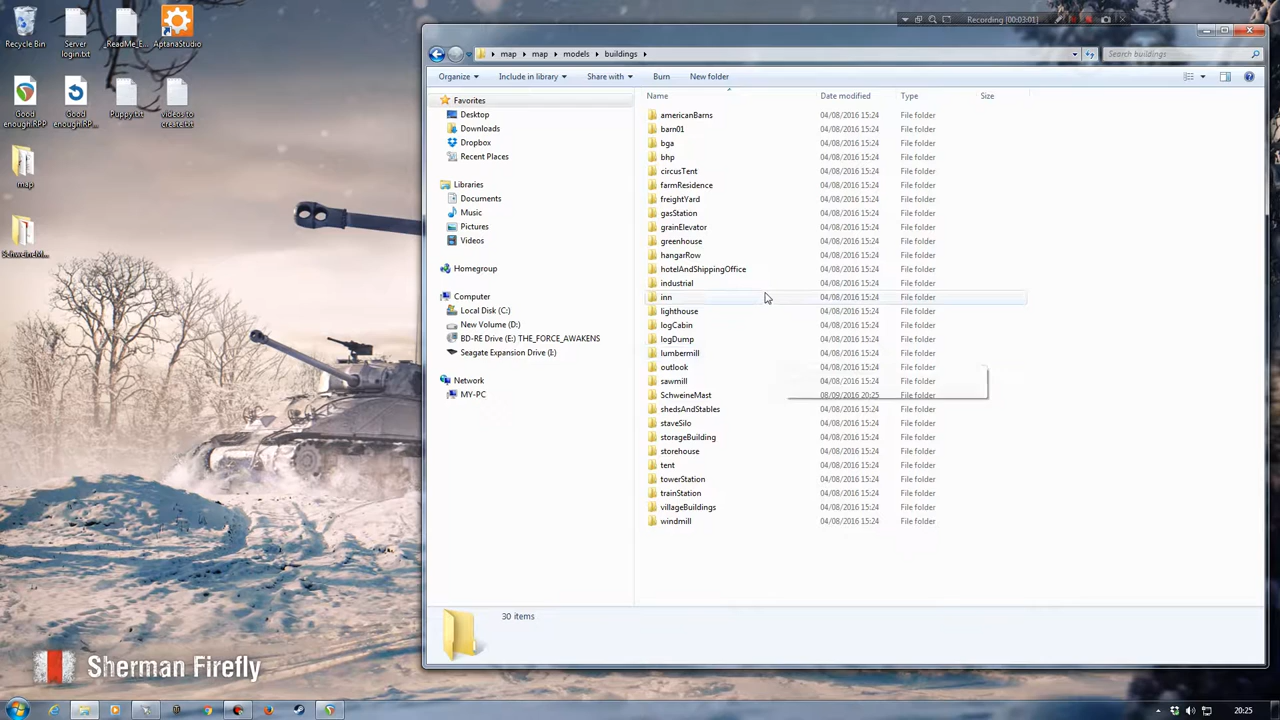 Recycle Bin
Server login.txt
_ReadMe_E...
AptanaStudio
Good enough!.RPP
Good enough!.RP...
Puppy.txt
videos to create.txt
map
SchweineM...
Sherman Firefly
Recording [00:03:01]
map
map
models
buildings
Search buildings
Organize
Include in library
Share with
Burn
New folder
Name
Date modified
Type
Size
Favorites
Desktop
Downloads
Dropbox
Recent Places
Libraries
Documents
Music
Pictures
Videos
Homegroup
Computer
Local Disk (C:)
New Volume (D:)
BD-RE Drive (E:) THE_FORCE_AWAKENS
Seagate Expansion Drive (I:)
Network
MY-PC
americanBarns 04/08/2016 15:24 File folder
barn01 04/08/2016 15:24 File folder
bga 04/08/2016 15:24 File folder
bhp 04/08/2016 15:24 File folder
circusTent 04/08/2016 15:24 File folder
farmResidence 04/08/2016 15:24 File folder
freightYard 04/08/2016 15:24 File folder
gasStation 04/08/2016 15:24 File folder
grainElevator 04/08/2016 15:24 File folder
greenhouse 04/08/2016 15:24 File folder
hangarRow 04/08/2016 15:24 File folder
hotelAndShippingOffice 04/08/2016 15:24 File folder
industrial 04/08/2016 15:24 File folder
inn 04/08/2016 15:24 File folder
lighthouse 04/08/2016 15:24 File folder
logCabin 04/08/2016 15:24 File folder
logDump 04/08/2016 15:24 File folder
lumbermill 04/08/2016 15:24 File folder
outlook 04/08/2016 15:24 File folder
sawmill 04/08/2016 15:24 File folder
SchweineMast 08/09/2016 20:25 File folder
shedsAndStables 04/08/2016 15:24 File folder
staveSilo 04/08/2016 15:24 File folder
storageBuilding 04/08/2016 15:24 File folder
storehouse 04/08/2016 15:24 File folder
tent 04/08/2016 15:24 File folder
towerStation 04/08/2016 15:24 File folder
trainStation 04/08/2016 15:24 File folder
villageBuildings 04/08/2016 15:24 File folder
windmill 04/08/2016 15:24 File folder
30 items
20:25